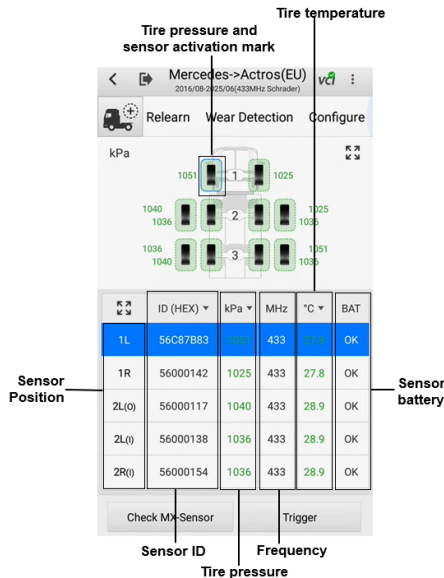 Tire temperature
Tire pressure and
sensor activation mark
Mercedes->Actros(EU)
2016/08-2025/06(433MHz Schrader)
VCI
Relearn Wear Detection Configure
kPa
1051 1 1025
1040 1025
1036 2 1036
1036 1051
1040 3 1036
ID (HEX) kPa MHz °C BAT
1L 56C87B83 1051 433 27.8 OK
1R 56000142 1025 433 27.8 OK
2L(O) 56000117 1040 433 28.9 OK
2L(I) 56000138 1036 433 28.9 OK
2R(I) 56000154 1036 433 28.9 OK
Sensor
Position
Sensor
battery
Check MX-Sensor Trigger
Sensor ID Frequency
Tire pressure